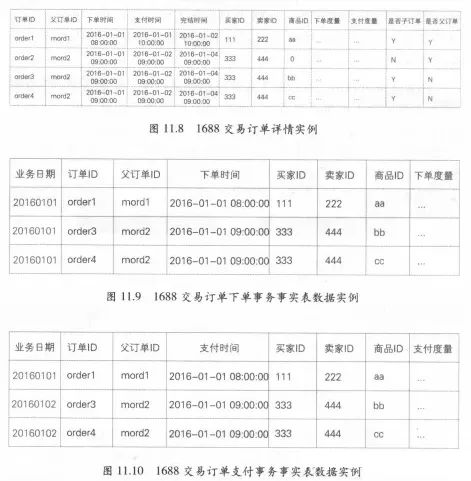 订单ID 父订单ID 下单时间 支付时间 完结时间 买家ID 卖家ID 商品ID 下单度量 支付度量 是否子订单 是否父订单
order1 mord1 2016-01-01 08:00:00 2016-01-01 10:00:00 2016-01-02 10:00:00 111 222 aa ... ... Y Y
order2 mord2 2016-01-01 09:00:00 2016-01-02 09:00:00 2016-01-04 09:00:00 333 444 0 ... ... N Y
order3 mord2 2016-01-01 09:00:00 2016-01-02 09:00:00 2016-01-04 09:00:00 333 444 bb ... ... Y N
order4 mord2 2016-01-01 09:00:00 2016-01-02 09:00:00 2016-01-04 09:00:00 333 444 cc ... ... Y N
图 11.8 1688 交易订单详情实例
业务日期 订单ID 父订单ID 下单时间 买家ID 卖家ID 商品ID 下单度量
20160101 order1 mord1 2016-01-01 08:00:00 111 222 aa ...
20160101 order3 mord2 2016-01-01 09:00:00 333 444 bb ...
20160101 order4 mord2 2016-01-01 09:00:00 333 444 cc ...
图 11.9 1688 交易订单下单事务事实表数据实例
业务日期 订单ID 父订单ID 支付时间 买家ID 卖家ID 商品ID 支付度量
20160101 order1 mord1 2016-01-01 08:00:00 111 222 aa ...
20160102 order3 mord2 2016-01-01 09:00:00 333 444 bb ...
20160102 order4 mord2 2016-01-01 09:00:00 333 444 cc ...
图 11.10 1688 交易订单支付事务事实表数据实例